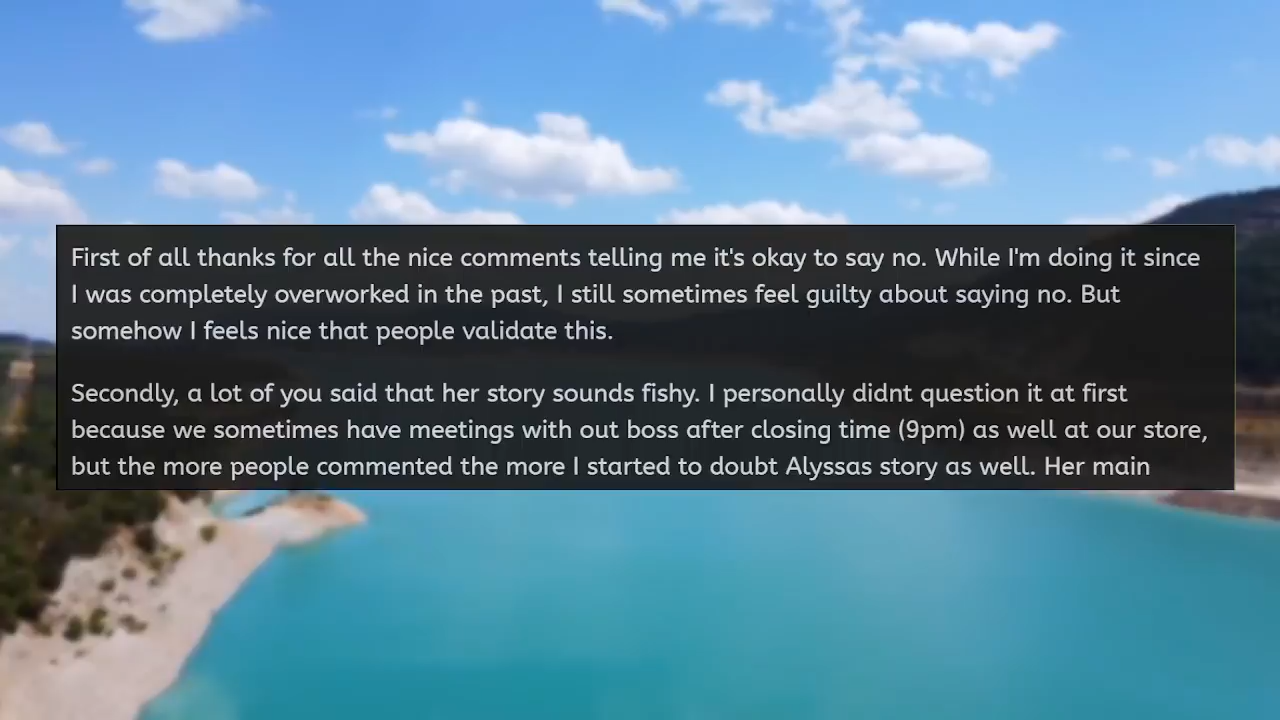 First of all thanks for all the nice comments telling me it's okay to say no. While I'm doing it since
I was completely overworked in the past, I still sometimes feel guilty about saying no. But
somehow I feels nice that people validate this.
Secondly, a lot of you said that her story sounds fishy. I personally didnt question it at first
because we sometimes have meetings with out boss after closing time (9pm) as well at our store,
but the more people commented the more I started to doubt Alyssas story as well. Her main